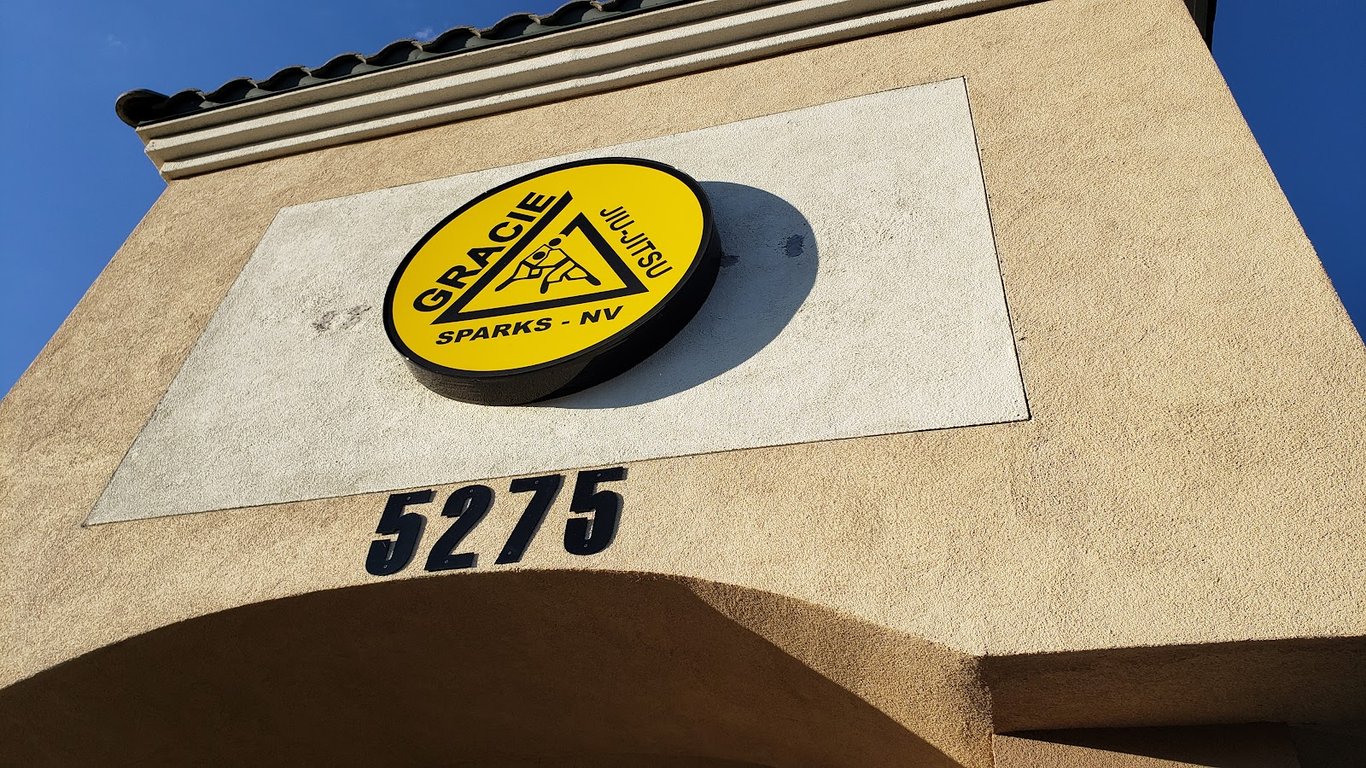 GRACIE
JIU-JITSU
SPARKS - NV
5275